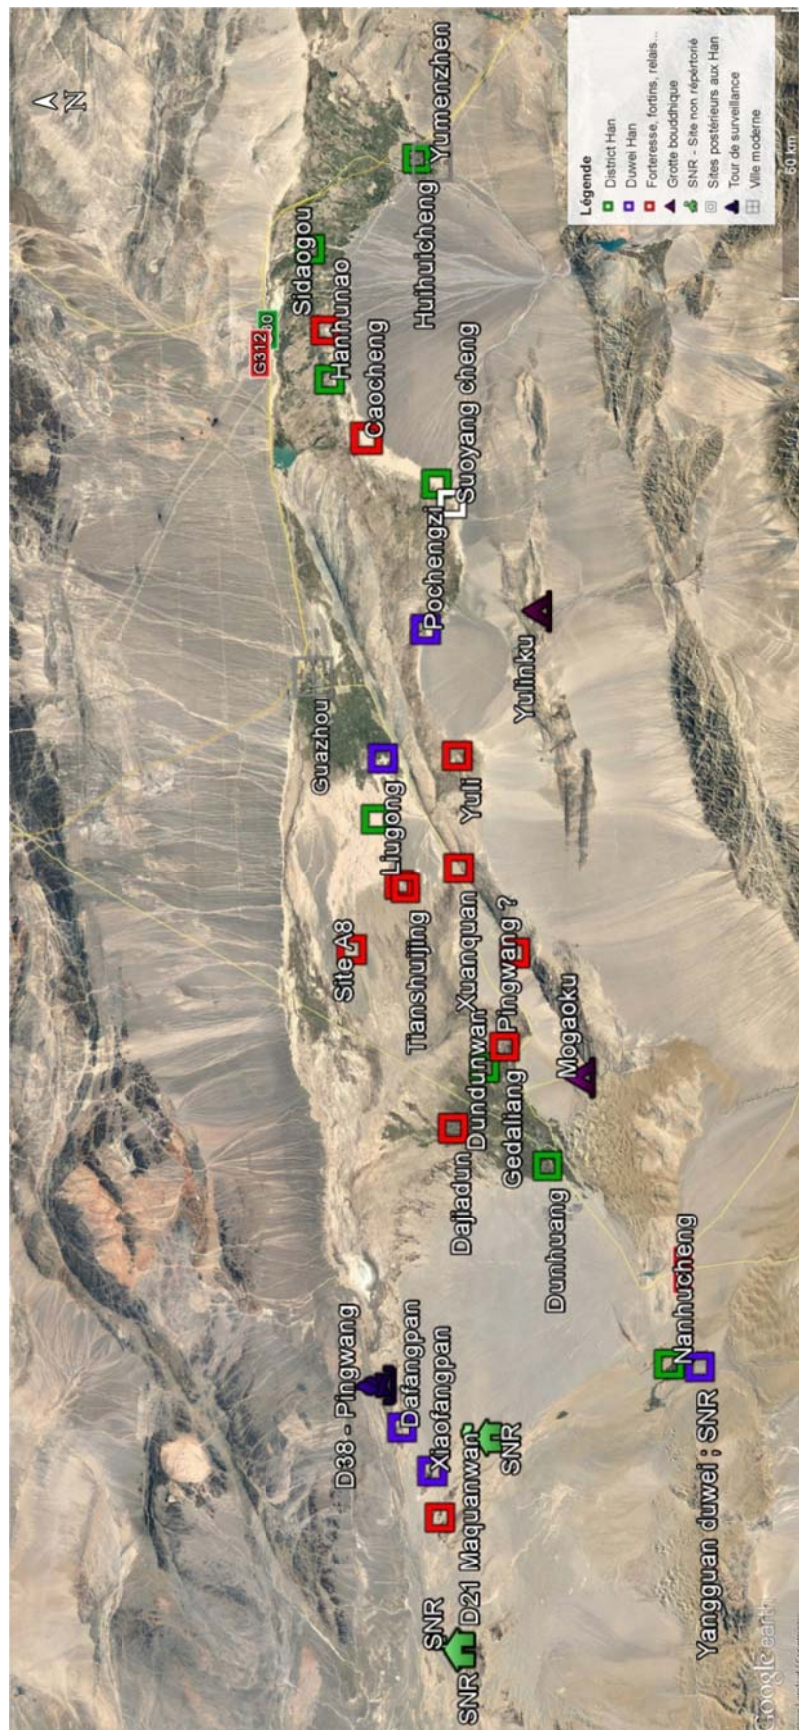 N
Yumenzhen
Huihuicheng
Sidaogou
Hanhunao
G312
30
Caocheng
Suoyang cheng
Pochengzi
Yulinku
Guazhou
Yuli
Liugong
Tianshuijing
Site A8
Xuanquan
Pingwang ?
Dundunwan
Gedaliang
Mogaoku
Dajiadun
Dunhuang
Nanhucheng
D38 - Pingwang
Dafangpan
Xiaofangpan
SNR
D21 Maquanwan
SNR
SNR
Yangguan duwei ; SNR
Légende
District Han
Duwei Han
Forteresse, fortins, relais...
Grotte bouddhique
SNR - Site non répértorié
Sites postérieurs aux Han
Tour de surveillance
Ville moderne
60 km
Google earth